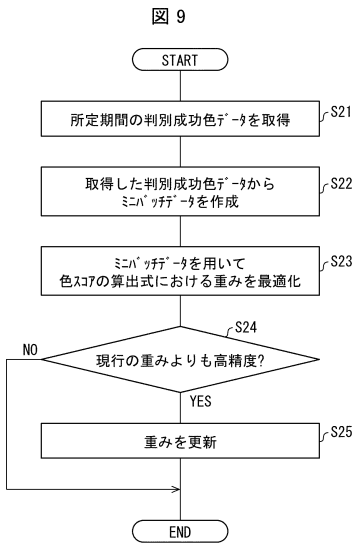 図 9
START
所定期間の判別成功色ﾃﾞｰﾀを取得
S21
取得した判別成功色ﾃﾞｰﾀから
ﾐﾆﾊﾞｯﾁﾃﾞｰﾀを作成
S22
ﾐﾆﾊﾞｯﾁﾃﾞｰﾀを用いて
色ｽｺｱの算出式における重みを最適化
S23
S24
現行の重みよりも高精度?
NO
YES
重みを更新
S25
END